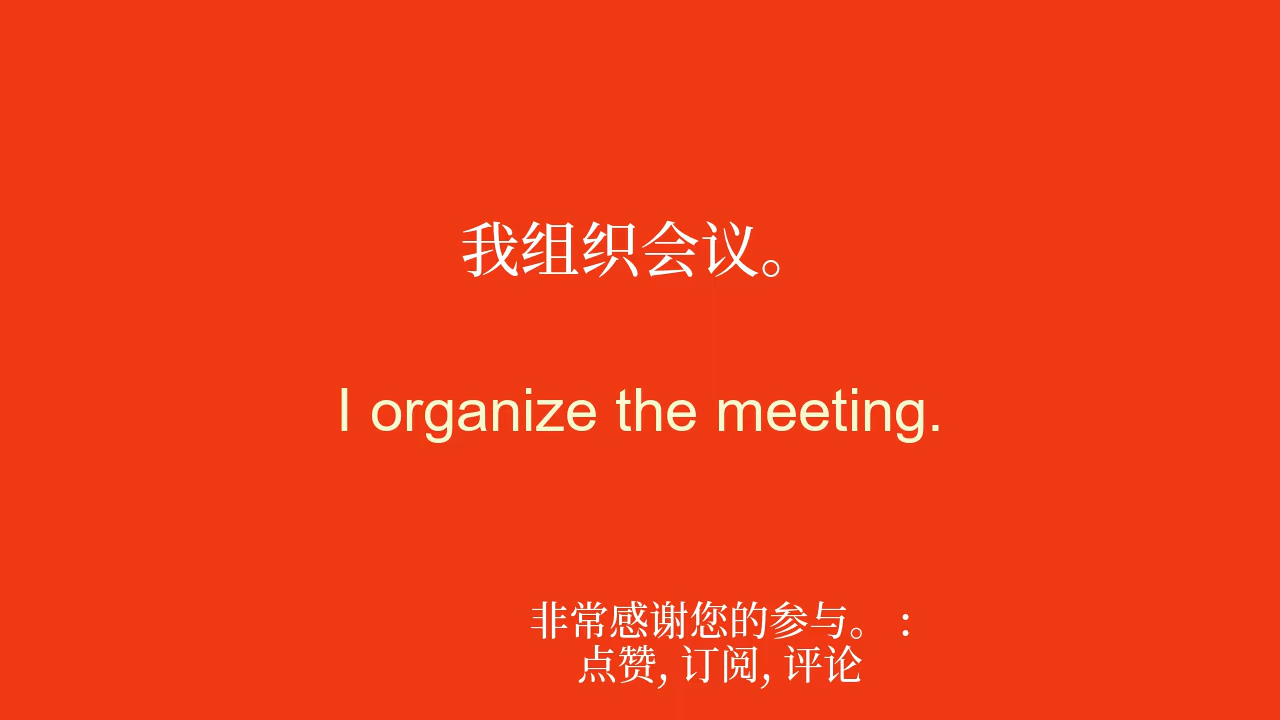 我组织会议。
I organize the meeting.
非常感谢您的参与。 :
点赞, 订阅, 评论